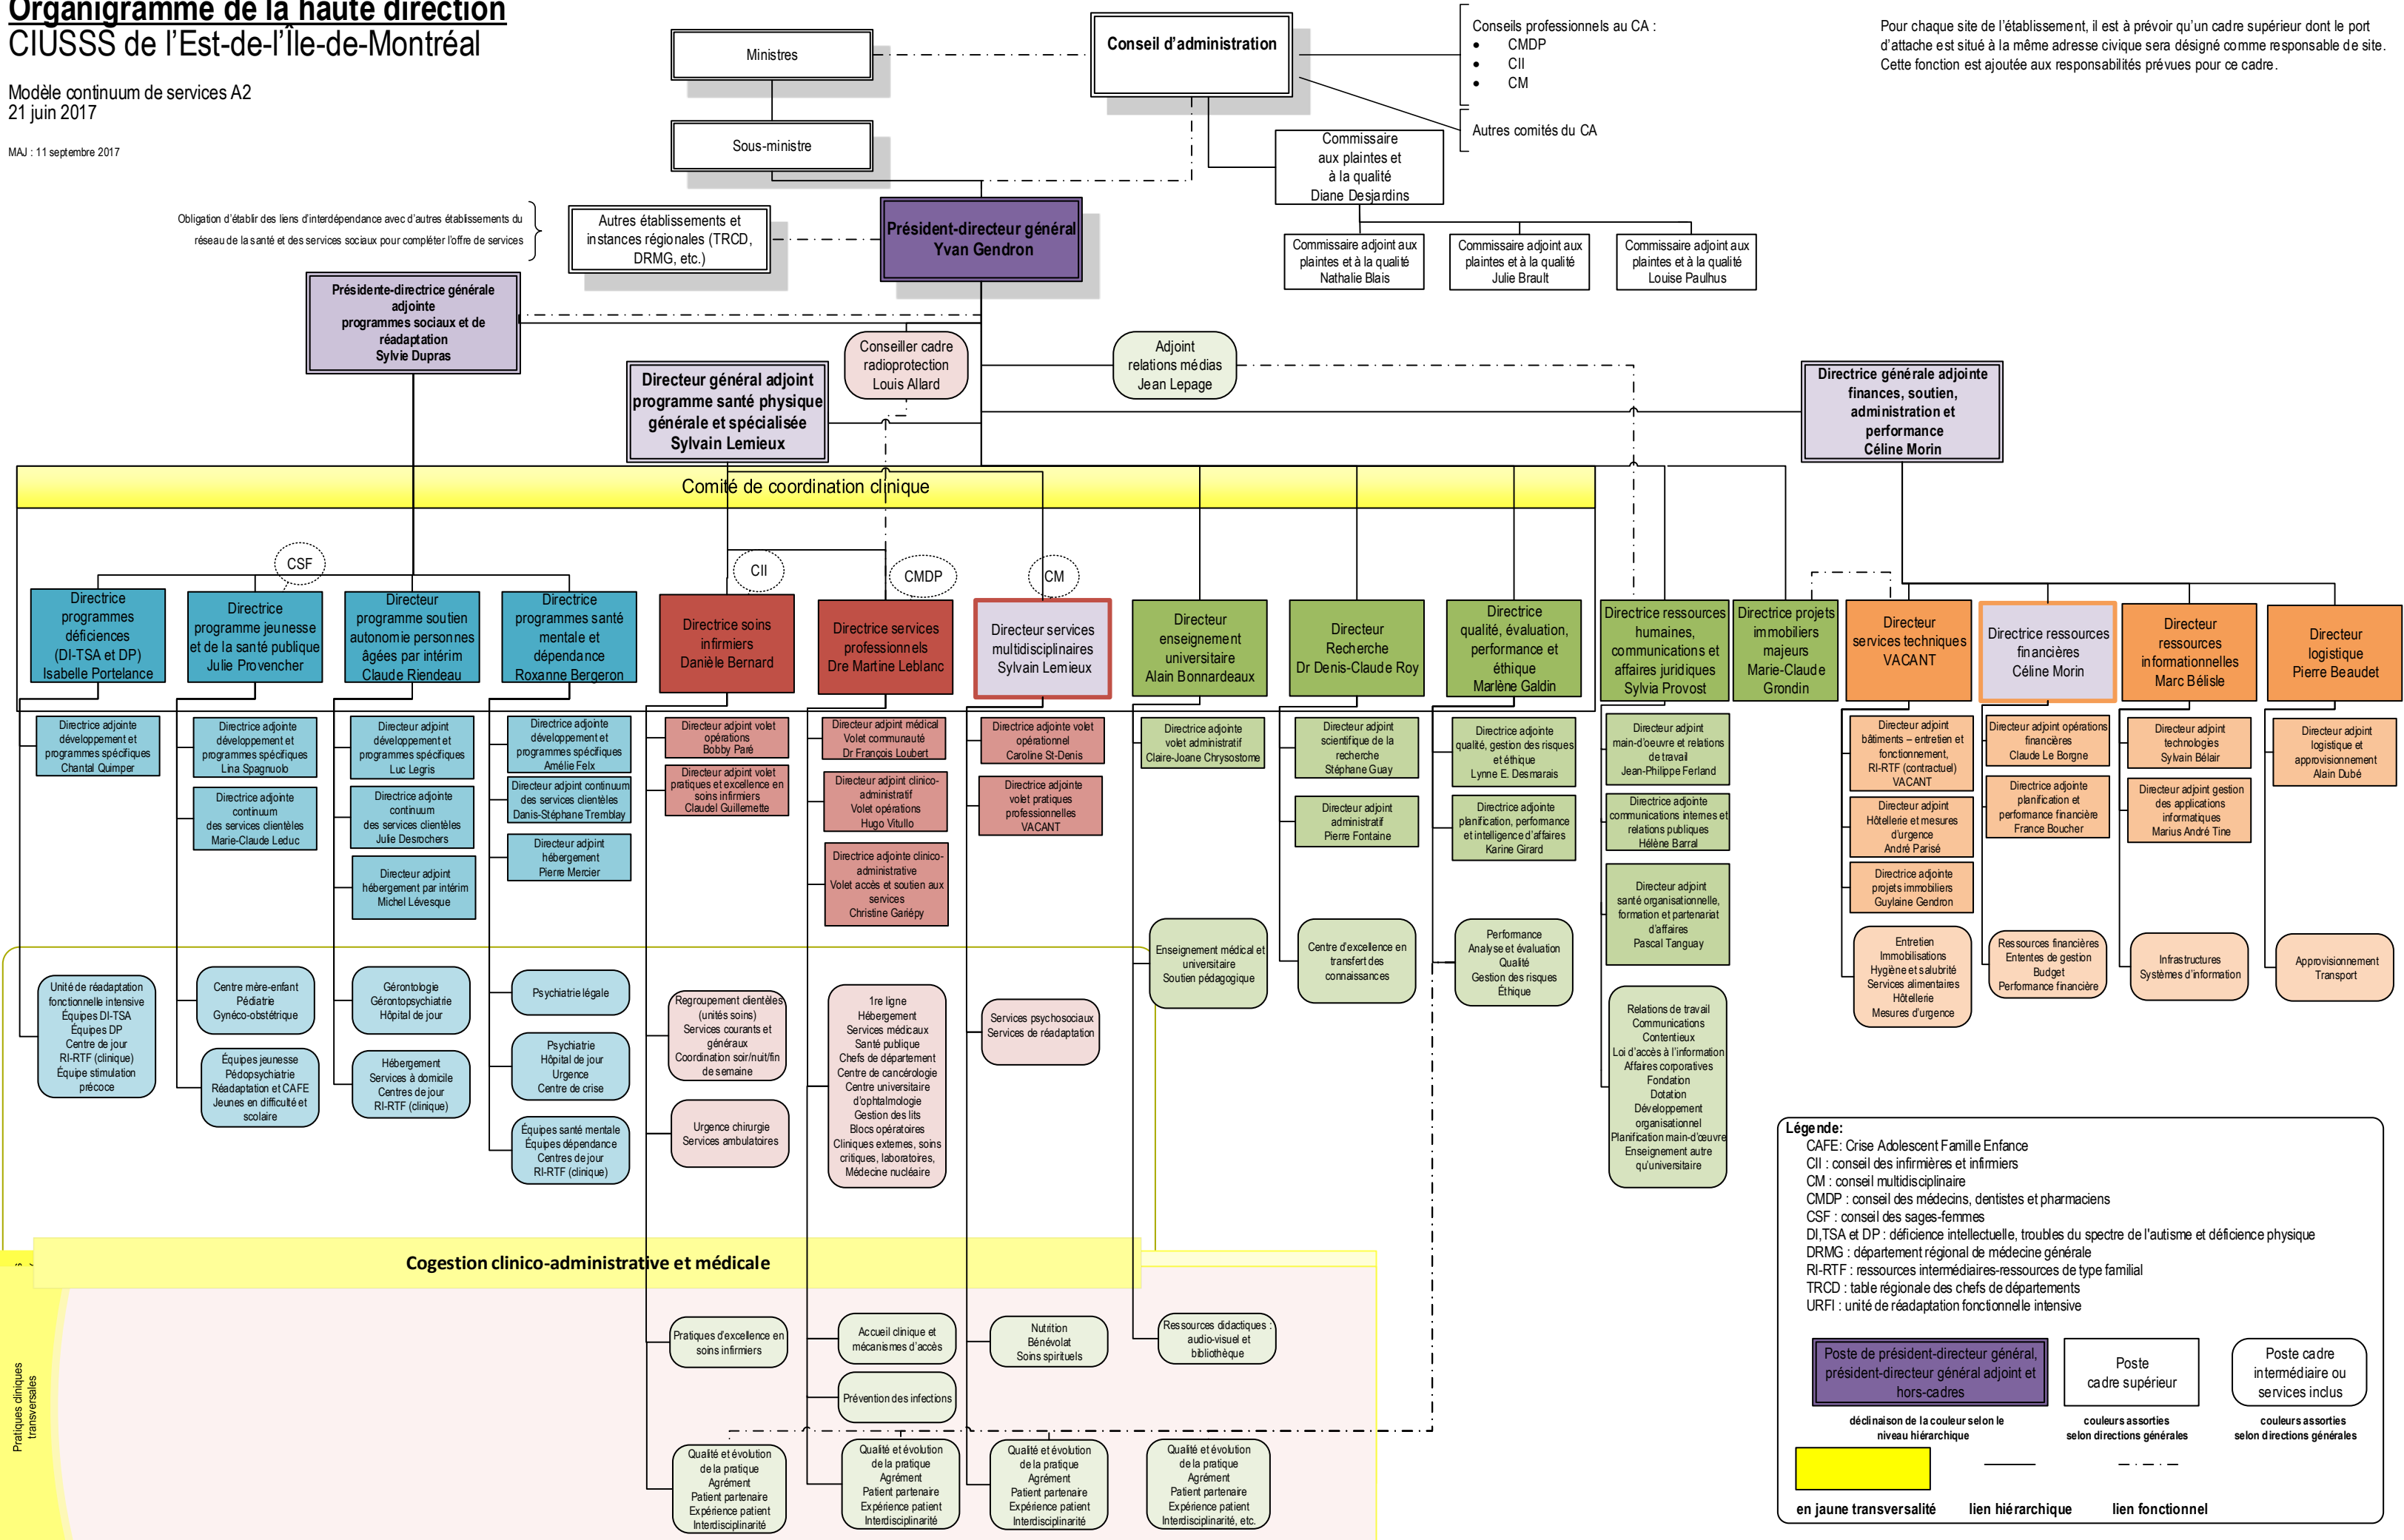 Organigramme de la haute direction
CIUSSS de l'Est-de-l'Île-de-Montréal
Modèle continuum de services A2
21 juin 2017
MAJ : 11 septembre 2017
Ministres
Sous-ministre
Conseil d'administration
Conseils professionnels au CA :
• CMDP
• CII
• CM
Autres comités du CA
Pour chaque site de l'établissement, il est à prévoir qu'un cadre supérieur dont le port
d'attache est situé à la même adresse civique sera désigné comme responsable de site.
Cette fonction est ajoutée aux responsabilités prévues pour ce cadre.
Commissaire
aux plaintes et
à la qualité
Diane Desjardins
Commissaire adjoint aux
plaintes et à la qualité
Nathalie Blais
Commissaire adjoint aux
plaintes et à la qualité
Julie Brault
Commissaire adjoint aux
plaintes et à la qualité
Louise Paulhus
Obligation d'établir des liens d'interdépendance avec d'autres établissements du
réseau de la santé et des services sociaux pour compléter l'offre de services
Autres établissements et
instances régionales (TRCD,
DRMG, etc.)
Président-directeur général
Yvan Gendron
Présidente-directrice générale
adjointe
programmes sociaux et de
réadaptation
Sylvie Dupras
Directeur général adjoint
programme santé physique
générale et spécialisée
Sylvain Lemieux
Conseiller cadre
radioprotection
Louis Allard
Adjoint
relations médias
Jean Lepage
Directrice générale adjointe
finances, soutien,
administration et
performance
Céline Morin
Comité de coordination clinique
CSF
CII
CMDP
CM
Directrice
programmes
déficiences
(DI-TSA et DP)
Isabelle Portelance
Directrice
programme jeunesse
et de la santé publique
Julie Provencher
Directeur
programme soutien
autonomie personnes
âgées par intérim
Claude Riendeau
Directrice
programmes santé
mentale et
dépendance
Roxanne Bergeron
Directrice soins
infirmiers
Danièle Bernard
Directrice services
professionnels
Dre Martine Leblanc
Directeur services
multidisciplinaires
Sylvain Lemieux
Directeur
enseignement
universitaire
Alain Bonnardeaux
Directeur
Recherche
Dr Denis-Claude Roy
Directrice
qualité, évaluation,
performance et
éthique
Marlène Galdin
Directrice ressources
humaines,
communications et
affaires juridiques
Sylvia Provost
Directrice projets
immobiliers
majeurs
Marie-Claude
Grondin
Directeur
services techniques
VACANT
Directrice ressources
financières
Céline Morin
Directeur
ressources
informationnelles
Marc Bélisle
Directeur
logistique
Pierre Beaudet
Directrice adjointe
développement et
programmes spécifiques
Chantal Quimper
Directrice adjointe
développement et
programmes spécifiques
Lina Spagnuolo
Directrice adjointe
continuum
des services clientèles
Marie-Claude Leduc
Directeur adjoint
développement et
programmes spécifiques
Luc Legris
Directrice adjointe
continuum
des services clientèles
Julie Desrochers
Directeur adjoint
hébergement par intérim
Michel Lévesque
Directrice adjointe
développement et
programmes spécifiques
Amélie Felx
Directeur adjoint continuum
des services clientèles
Danis-Stéphane Tremblay
Directeur adjoint
hébergement
Pierre Mercier
Directeur adjoint volet
opérations
Bobby Paré
Directeur adjoint volet
pratiques et excellence en
soins infirmiers
Claudel Guillemette
Directeur adjoint médical
Volet communauté
Dr François Loubert
Directeur adjoint clinico-
administratif
Volet opérations
Hugo Vitullo
Directrice adjointe clinico-
administrative
Volet accès et soutien aux
services
Christine Gariépy
Directrice adjointe volet
opèrationnel
Caroline St-Denis
Directrice adjointe
volet pratiques
professionnelles
VACANT
Directrice adjointe
volet administratif
Claire-Joane Chrysostome
Directeur adjoint
scientifique de la
recherche
Stéphane Guay
Directeur adjoint
administratif
Pierre Fontaine
Directrice adjointe
qualité, gestion des risques
et éthique
Lynne E. Desmarais
Directrice adjointe
planification, performance
et intelligence d'affaires
Karine Girard
Directeur adjoint
main-d'oeuvre et relations
de travail
Jean-Philippe Ferland
Directrice adjointe
communications internes et
relations publiques
Hélène Barral
Directeur adjoint
santé organisationnelle,
formation et partenariat
d'affaires
Pascal Tanguay
Directeur adjoint
bâtiments – entretien et
fonctionnement,
RI-RTF (contractuel)
VACANT
Directeur adjoint
Hôtellerie et mesures
d'urgence
André Parisé
Directrice adjointe
projets immobiliers
Guylaine Gendron
Directeur adjoint opérations
financières
Claude Le Borgne
Directrice adjointe
planification et
performance financière
France Boucher
Directeur adjoint
technologies
Sylvain Bélair
Directeur adjoint gestion
des applications
informatiques
Marius André Tine
Directeur adjoint
logistique et
approvisionnement
Alain Dubé
Unité de réadaptation
fonctionnelle intensive
Équipes DI-TSA
Équipes DP
Centre de jour
RI-RTF (clinique)
Équipe stimulation
précoce
Centre mère-enfant
Pédiatrie
Gynéco-obstétrique
Équipes jeunesse
Pédopsychiatrie
Réadaptation et CAFE
Jeunes en difficulté et
scolaire
Gérontologie
Gérontopsychiatrie
Hôpital de jour
Hébergement
Services à domicile
Centres de jour
RI-RTF (clinique)
Psychiatrie légale
Psychiatrie
Hôpital de jour
Urgence
Centre de crise
Équipes santé mentale
Équipes dépendance
Centres de jour
RI-RTF (clinique)
Regroupement clientèles
(unités soins)
Services courants et
généraux
Coordination soir/nuit/fin
de semaine
Urgence chirurgie
Services ambulatoires
1re ligne
Hébergement
Services médicaux
Santé publique
Chefs de département
Centre de cancérologie
Centre universitaire
d'ophtalmologie
Gestion des lits
Blocs opératoires
Cliniques externes, soins
critiques, laboratoires,
Médecine nucléaire
Services psychosociaux
Services de réadaptation
Enseignement médical et
universitaire
Soutien pédagogique
Centre d'excellence en
transfert des
connaissances
Performance
Analyse et évaluation
Qualité
Gestion des risques
Éthique
Relations de travail
Communications
Contentieux
Loi d'accès à l'information
Affaires corporatives
Fondation
Dotation
Développement
organisationnel
Planification main-d'œuvre
Enseignement autre
qu'universitaire
Entretien
Immobilisations
Hygiène et salubrité
Services alimentaires
Hôtellerie
Mesures d'urgence
Ressources financières
Ententes de gestion
Budget
Performance financière
Infrastructures
Systèmes d'information
Approvisionnement
Transport
Cogestion clinico-administrative et médicale
Pratiques cliniques
transversales
Pratiques d'excellence en
soins infirmiers
Accueil clinique et
mécanismes d'accès
Prévention des infections
Nutrition
Bénévolat
Soins spirituels
Ressources didactiques :
audio-visuel et
bibliothèque
Qualité et évolution
de la pratique
Agrément
Patient partenaire
Expérience patient
Interdisciplinarité
Qualité et évolution
de la pratique
Agrément
Patient partenaire
Expérience patient
Interdisciplinarité
Qualité et évolution
de la pratique
Agrément
Patient partenaire
Expérience patient
Interdisciplinarité
Qualité et évolution
de la pratique
Agrément
Patient partenaire
Expérience patient
Interdisciplinarité, etc.
Légende:
CAFE: Crise Adolescent Famille Enfance
CII : conseil des infirmières et infirmiers
CM : conseil multidisciplinaire
CMDP : conseil des médecins, dentistes et pharmaciens
CSF : conseil des sages-femmes
DI,TSA et DP : déficience intellectuelle, troubles du spectre de l'autisme et déficience physique
DRMG : département régional de médecine générale
RI-RTF : ressources intermédiaires-ressources de type familial
TRCD : table régionale des chefs de départements
URFI : unité de réadaptation fonctionnelle intensive
Poste de président-directeur général,
président-directeur général adjoint et
hors-cadres
Poste
cadre supérieur
Poste cadre
intermédiaire ou
services inclus
déclinaison de la couleur selon le
niveau hiérarchique
couleurs assorties
selon directions générales
couleurs assorties
selon directions générales
en jaune transversalité
lien hiérarchique
lien fonctionnel